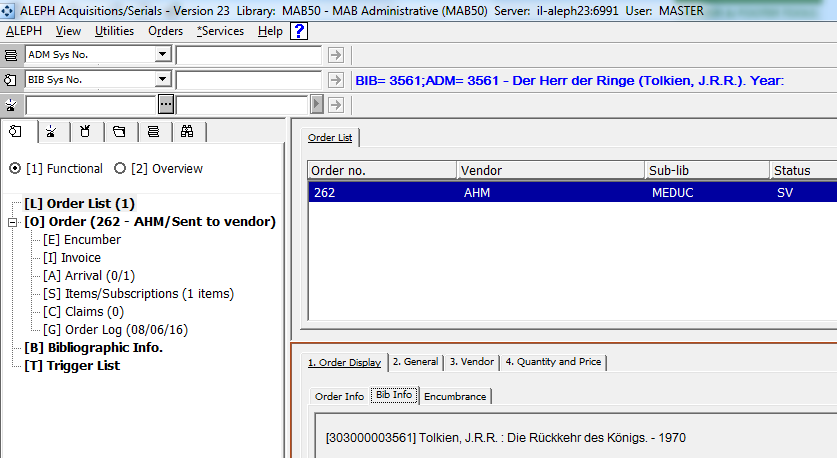 ALEPH Acquisitions/Serials - Version 23 Library: MAB50 - MAB Administrative (MAB50) Server: il-aleph23:6991 User: MASTER
ALEPH View Utilities Orders *Services Help ?
ADM Sys No.
BIB Sys No. BIB= 3561;ADM= 3561 - Der Herr der Ringe (Tolkien, J.R.R.). Year:
...
[1] Functional [2] Overview
[L] Order List (1)
[O] Order (262 - AHM/Sent to vendor)
[E] Encumber
[I] Invoice
[A] Arrival (0/1)
[S] Items/Subscriptions (1 items)
[C] Claims (0)
[G] Order Log (08/06/16)
[B] Bibliographic Info.
[T] Trigger List
Order List
Order no. Vendor Sub-lib Status
262 AHM MEDUC SV
1. Order Display 2. General 3. Vendor 4. Quantity and Price
Order Info Bib Info Encumbrance
[303000003561] Tolkien, J.R.R. : Die Rückkehr des Königs. - 1970